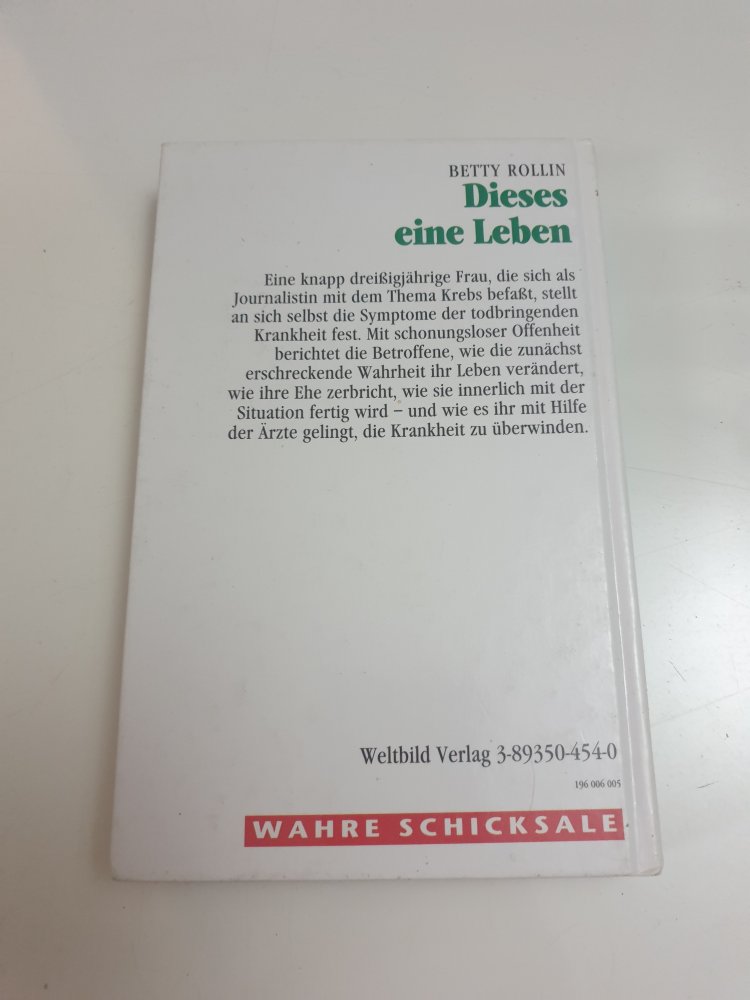 BETTY ROLLIN
Dieses
eine Leben
Eine knapp dreißigjährige Frau, die sich als
Journalistin mit dem Thema Krebs befaßt, stellt
an sich selbst die Symptome der todbringenden
Krankheit fest. Mit schonungsloser Offenheit
berichtet die Betroffene, wie die zunächst
erschreckende Wahrheit ihr Leben verändert,
wie ihre Ehe zerbricht, wie sie innerlich mit der
Situation fertig wird – und wie es ihr mit Hilfe
der Ärzte gelingt, die Krankheit zu überwinden.
Weltbild Verlag 3-89350-454-0
196 006 005
WAHRE SCHICKSALE